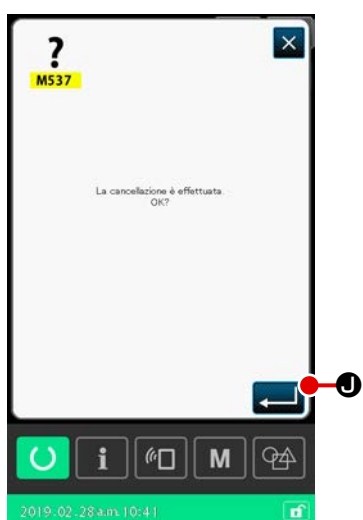 ?
M537
La cancellazione è effettuata.
OK?
J
i
M
2019-02-28 a.m. 10:41